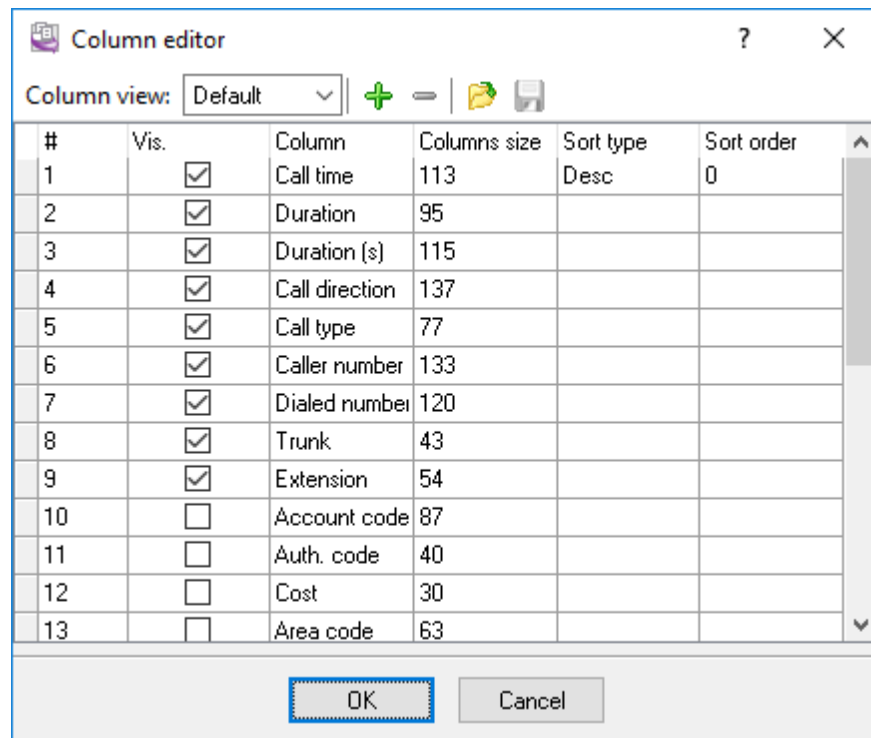 Column editor ?
Column view: Default
# Vis. Column Columns size Sort type Sort order
1 Call time 113 Desc 0
2 Duration 95
3 Duration (s) 115
4 Call direction 137
5 Call type 77
6 Caller number 133
7 Dialed number 120
8 Trunk 43
9 Extension 54
10 Account code 87
11 Auth. code 40
12 Cost 30
13 Area code 63
OK Cancel